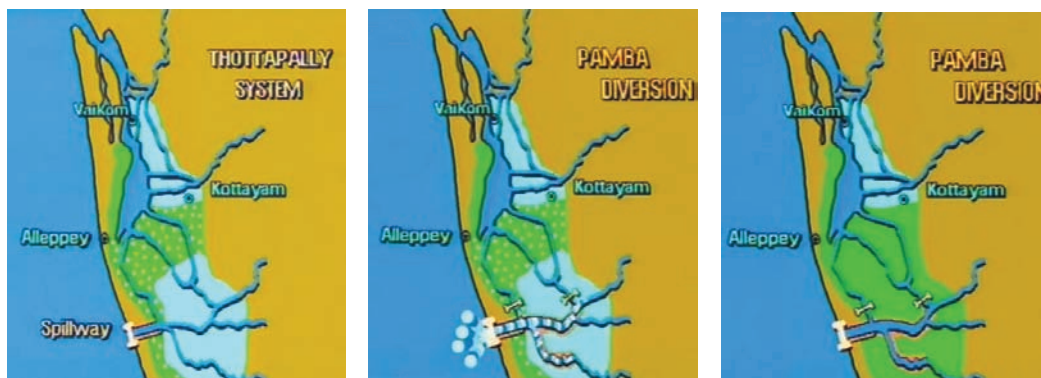 THOTTAPALLY
SYSTEM
Vaikom
Kottayam
Alleppey
Spillway
PAMBA
DIVERSION
Vaikom
Kottayam
Alleppey
PAMBA
DIVERSION
Vaikom
Kottayam
Alleppey